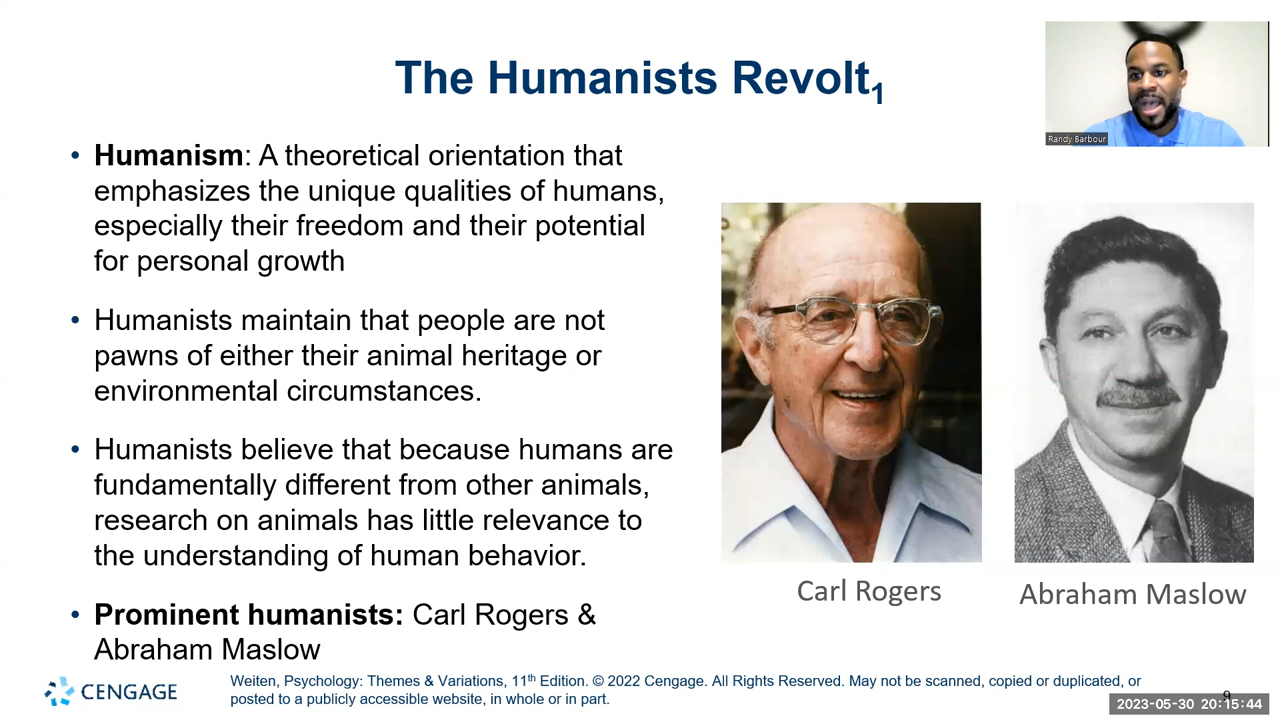 The Humanists Revolt1
Randy Barbour
• Humanism: A theoretical orientation that
emphasizes the unique qualities of humans,
especially their freedom and their potential
for personal growth
• Humanists maintain that people are not
pawns of either their animal heritage or
environmental circumstances.
• Humanists believe that because humans are
fundamentally different from other animals,
research on animals has little relevance to
the understanding of human behavior.
• Prominent humanists: Carl Rogers &
Abraham Maslow
Carl Rogers
Abraham Maslow
CENGAGE
Weiten, Psychology: Themes & Variations, 11th Edition. © 2022 Cengage. All Rights Reserved. May not be scanned, copied or duplicated, or
posted to a publicly accessible website, in whole or in part.
9
2023-05-30 20:15:44